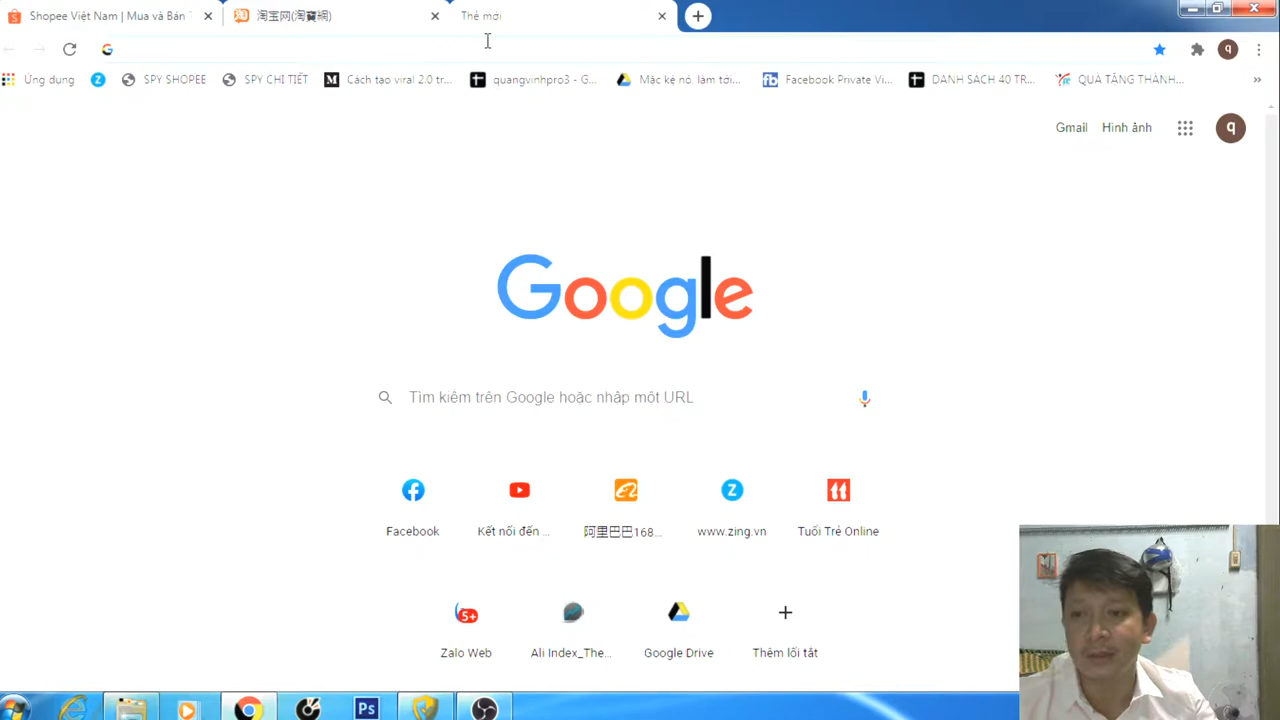 Shopee Việt Nam | Mua và Bán T
淘宝网(淘寶網)
Thẻ mới
q
Ứng dụng
SPY SHOPEE
SPY CHI TIẾT
Cách tạo viral 2.0 tr...
quangvinhpro3 - G...
Mặc kệ nó, làm tới...
Facebook Private Vi...
DANH SÁCH 40 TR...
QUÀ TẶNG THÀNH...
»
Gmail
Hình ảnh
q
Google
Tìm kiếm trên Google hoặc nhập một URL
Facebook
Kết nối đến ...
阿里巴巴168...
www.zing.vn
Tuổi Trẻ Online
5+
Zalo Web
Ali Index_The...
Google Drive
Thêm lối tắt
Ps